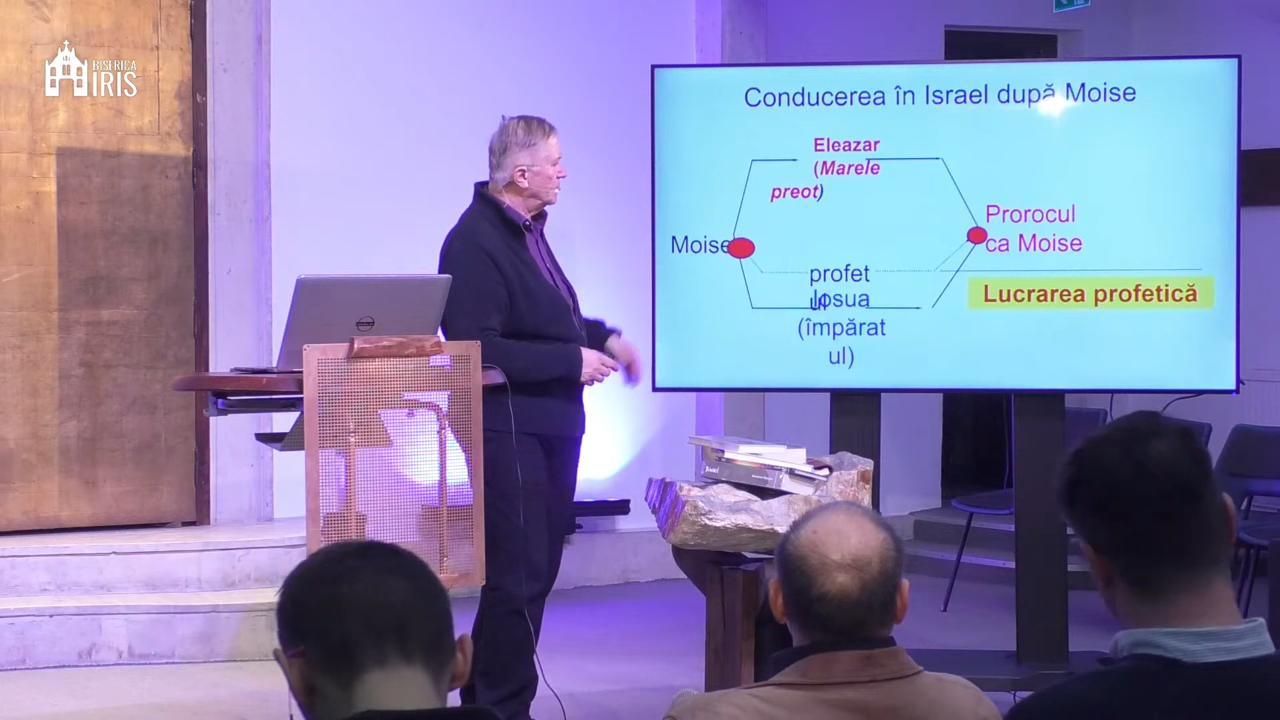 BISERICA
IRIS
Conducerea în Israel după Moise
Eleazar
(Marele
preot)
Moise
Prorocul
ca Moise
profet
ul
Iosua
(împărat
ul)
Lucrarea profetică